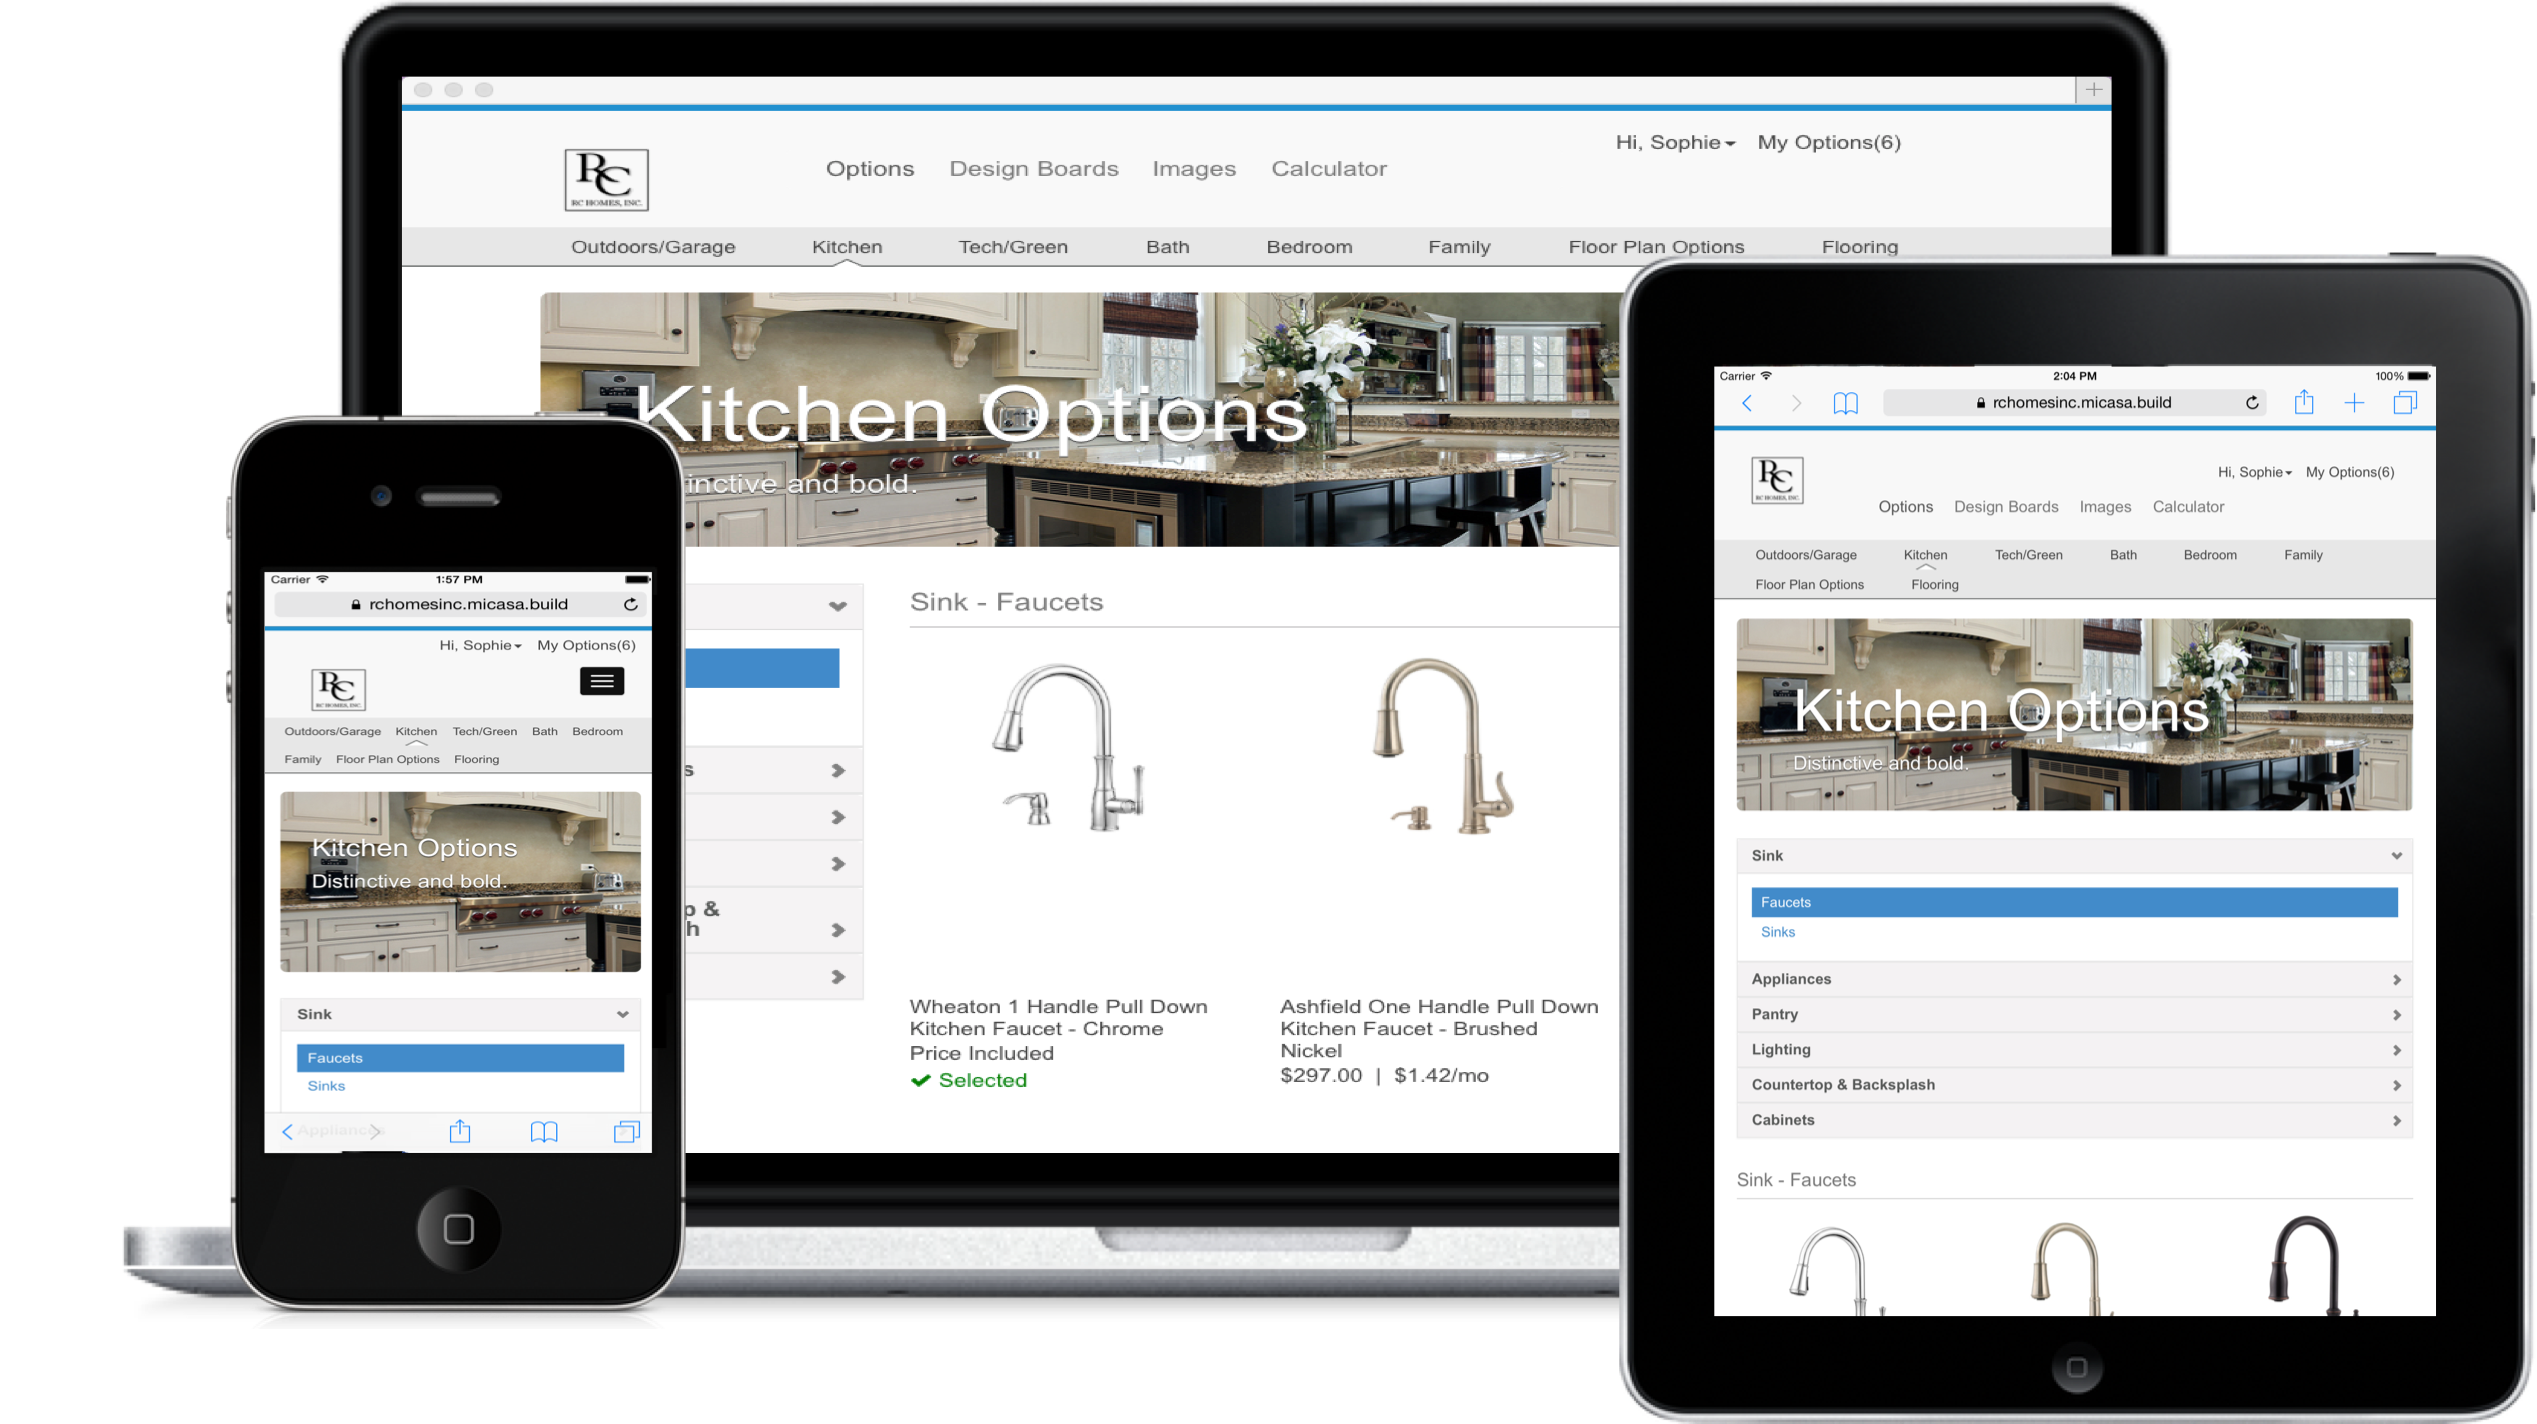 Hi, Sophie My Options(6)
RC
RC HOMES, INC.
Options Design Boards Images Calculator
Outdoors/Garage Kitchen Tech/Green Bath Bedroom Family Floor Plan Options Flooring
Kitchen Options
inctive and bold.
Sink - Faucets
s
p &
h
Wheaton 1 Handle Pull Down
Kitchen Faucet - Chrome
Price Included
Selected
Ashfield One Handle Pull Down
Kitchen Faucet - Brushed
Nickel
$297.00 | $1.42/mo
Carrier 1:57 PM
rchomesinc.micasa.build
Hi, Sophie My Options(6)
RC
RC HOMES, INC.
Outdoors/Garage Kitchen Tech/Green Bath Bedroom
Family Floor Plan Options Flooring
Kitchen Options
Distinctive and bold.
Sink
Faucets
Sinks
Appliances
Carrier 2:04 PM 100%
rchomesinc.micasa.build
Hi, Sophie My Options(6)
RC
RC HOMES, INC.
Options Design Boards Images Calculator
Outdoors/Garage Kitchen Tech/Green Bath Bedroom Family
Floor Plan Options Flooring
Kitchen Options
Distinctive and bold.
Sink
Faucets
Sinks
Appliances
Pantry
Lighting
Countertop & Backsplash
Cabinets
Sink - Faucets